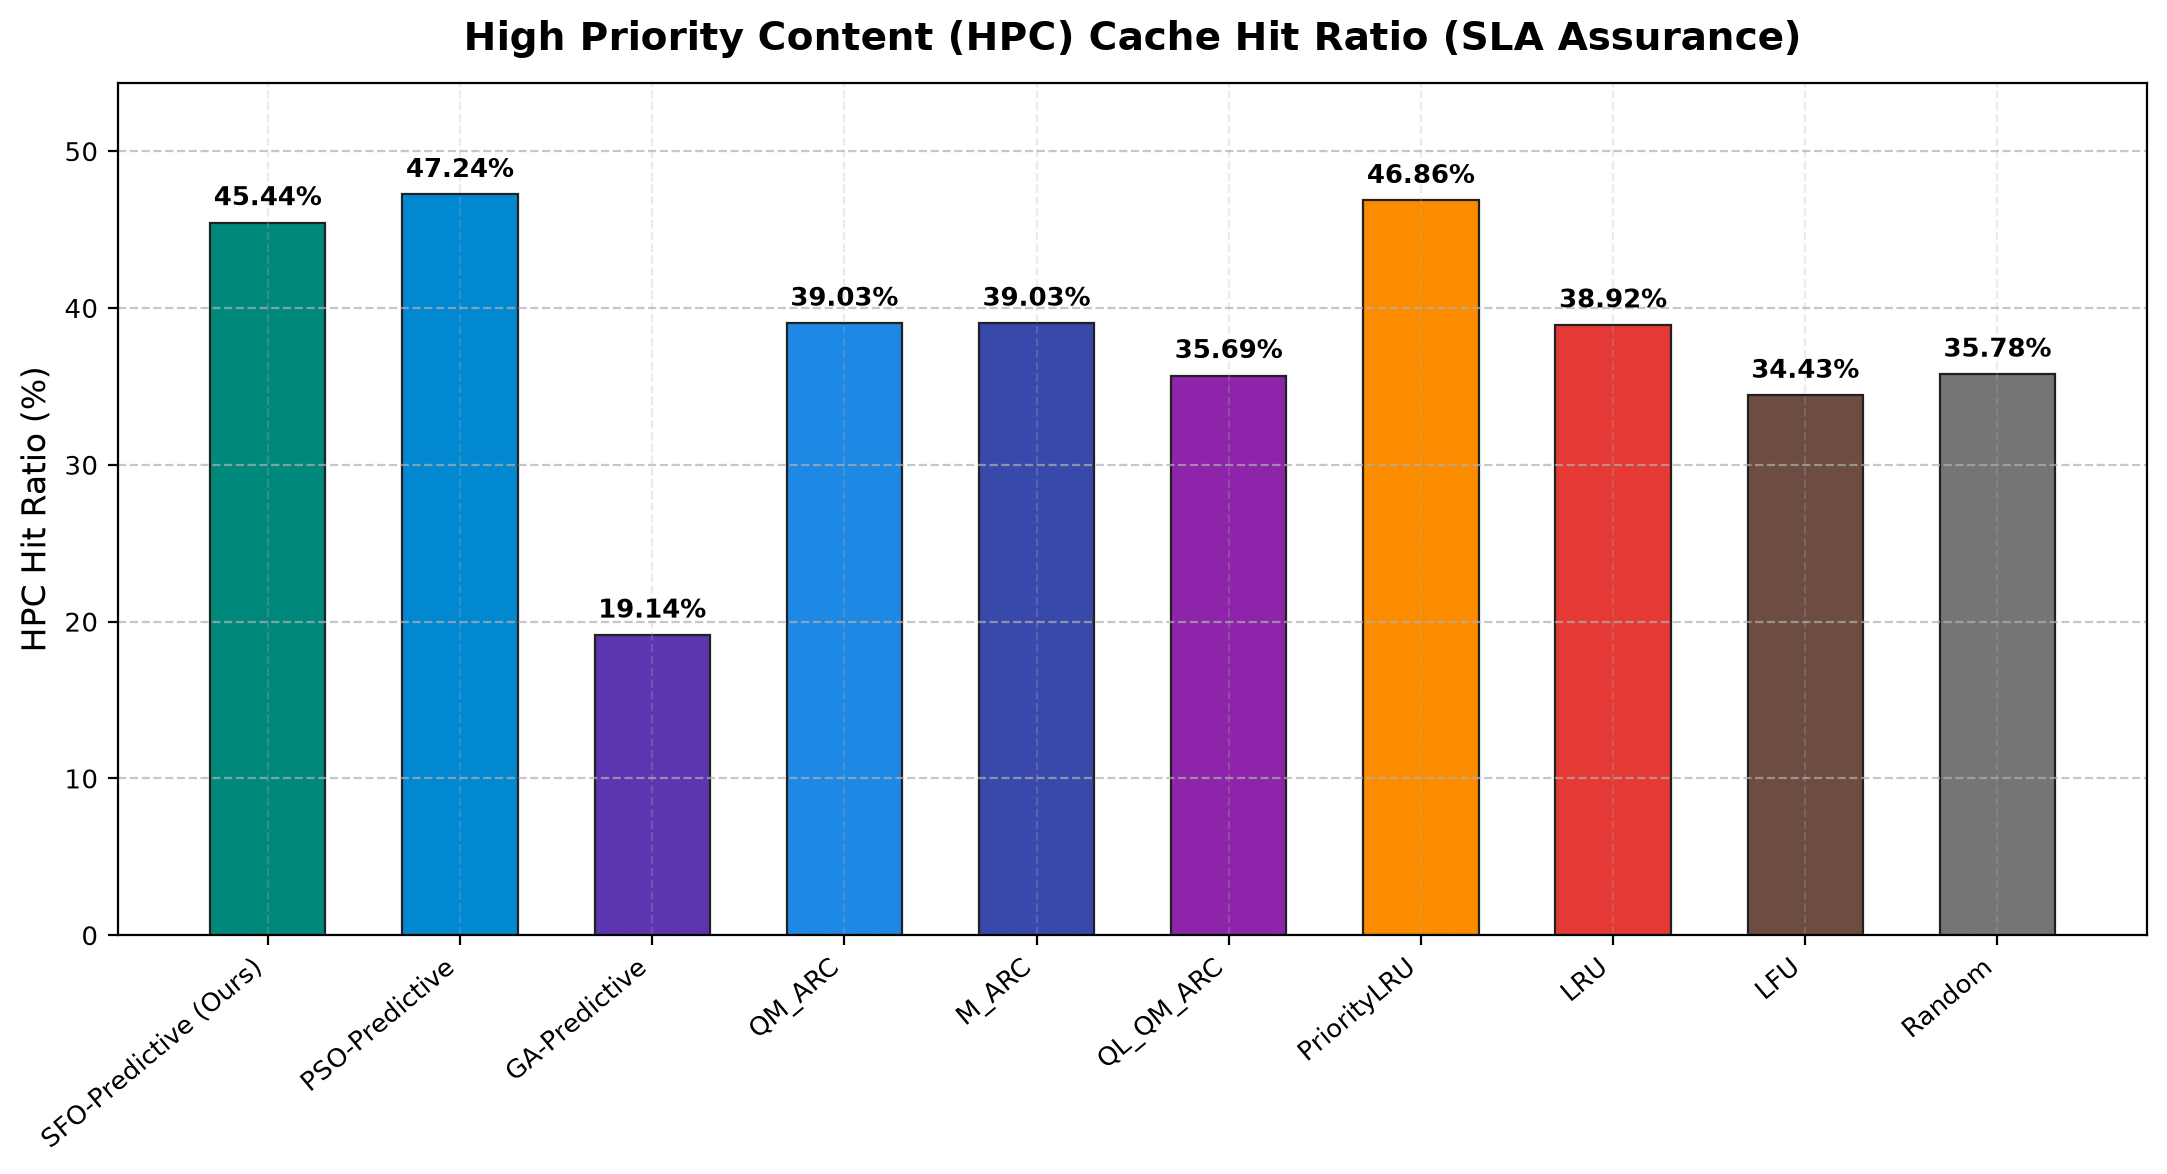 High Priority Content (HPC) Cache Hit Ratio (SLA Assurance)
HPC Hit Ratio (%)
50
40
30
20
10
0
45.44%
47.24%
19.14%
39.03%
39.03%
35.69%
46.86%
38.92%
34.43%
35.78%
SFO-Predictive (Ours)
PSO-Predictive
GA-Predictive
QM_ARC
M_ARC
QL_QM_ARC
PriorityLRU
LRU
LFU
Random